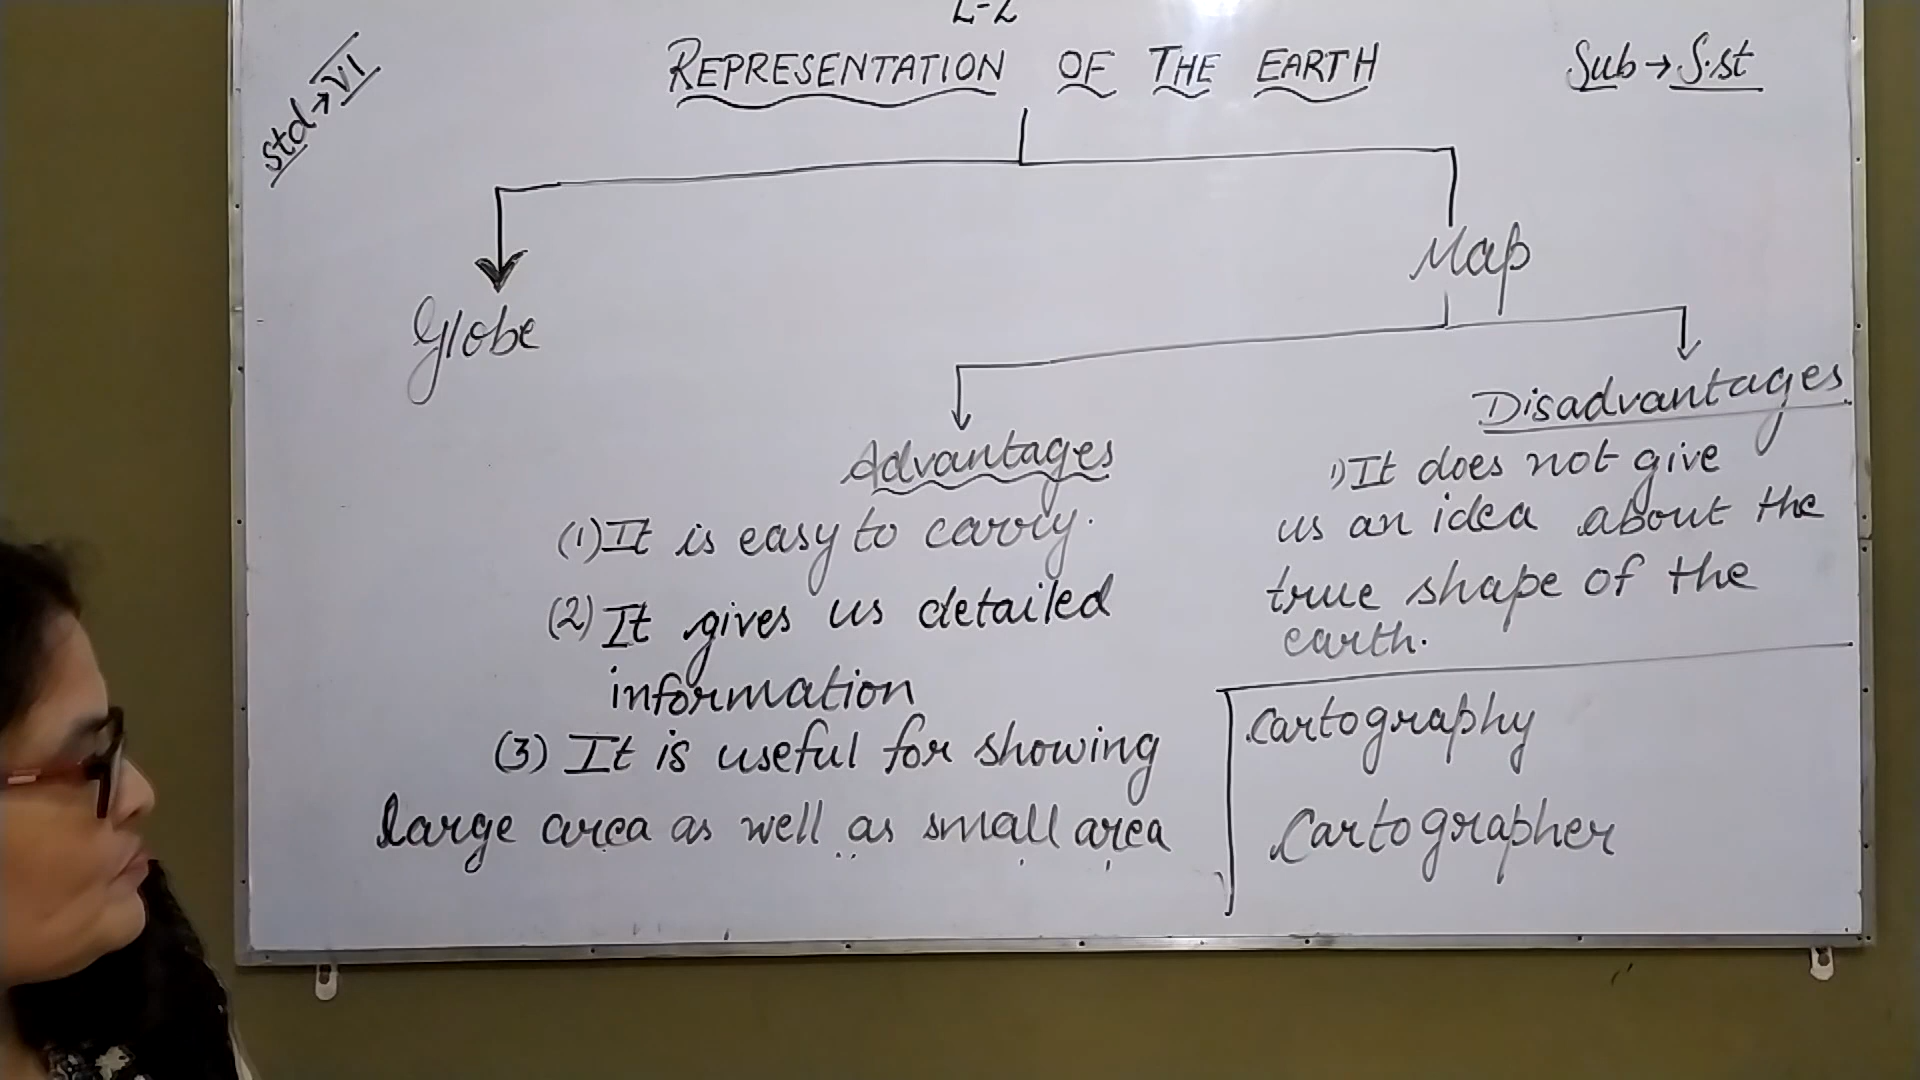 L-2
REPRESENTATION OF THE EARTH
Std→VI
Sub→S.st
Globe
Map
Advantages
(1) It is easy to carry.
(2) It gives us detailed
information
(3) It is useful for showing
large area as well as small area
Disadvantages
1) It does not give
us an idea about the
true shape of the
earth.
Cartography
Cartographer